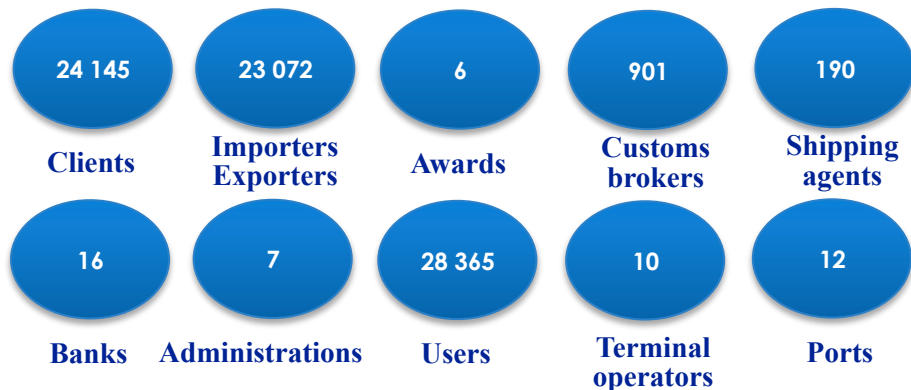 24 145
23 072
6
901
190
Clients
Importers
Exporters
Awards
Customs
brokers
Shipping
agents
16
7
28 365
10
12
Banks
Administrations
Users
Terminal
operators
Ports